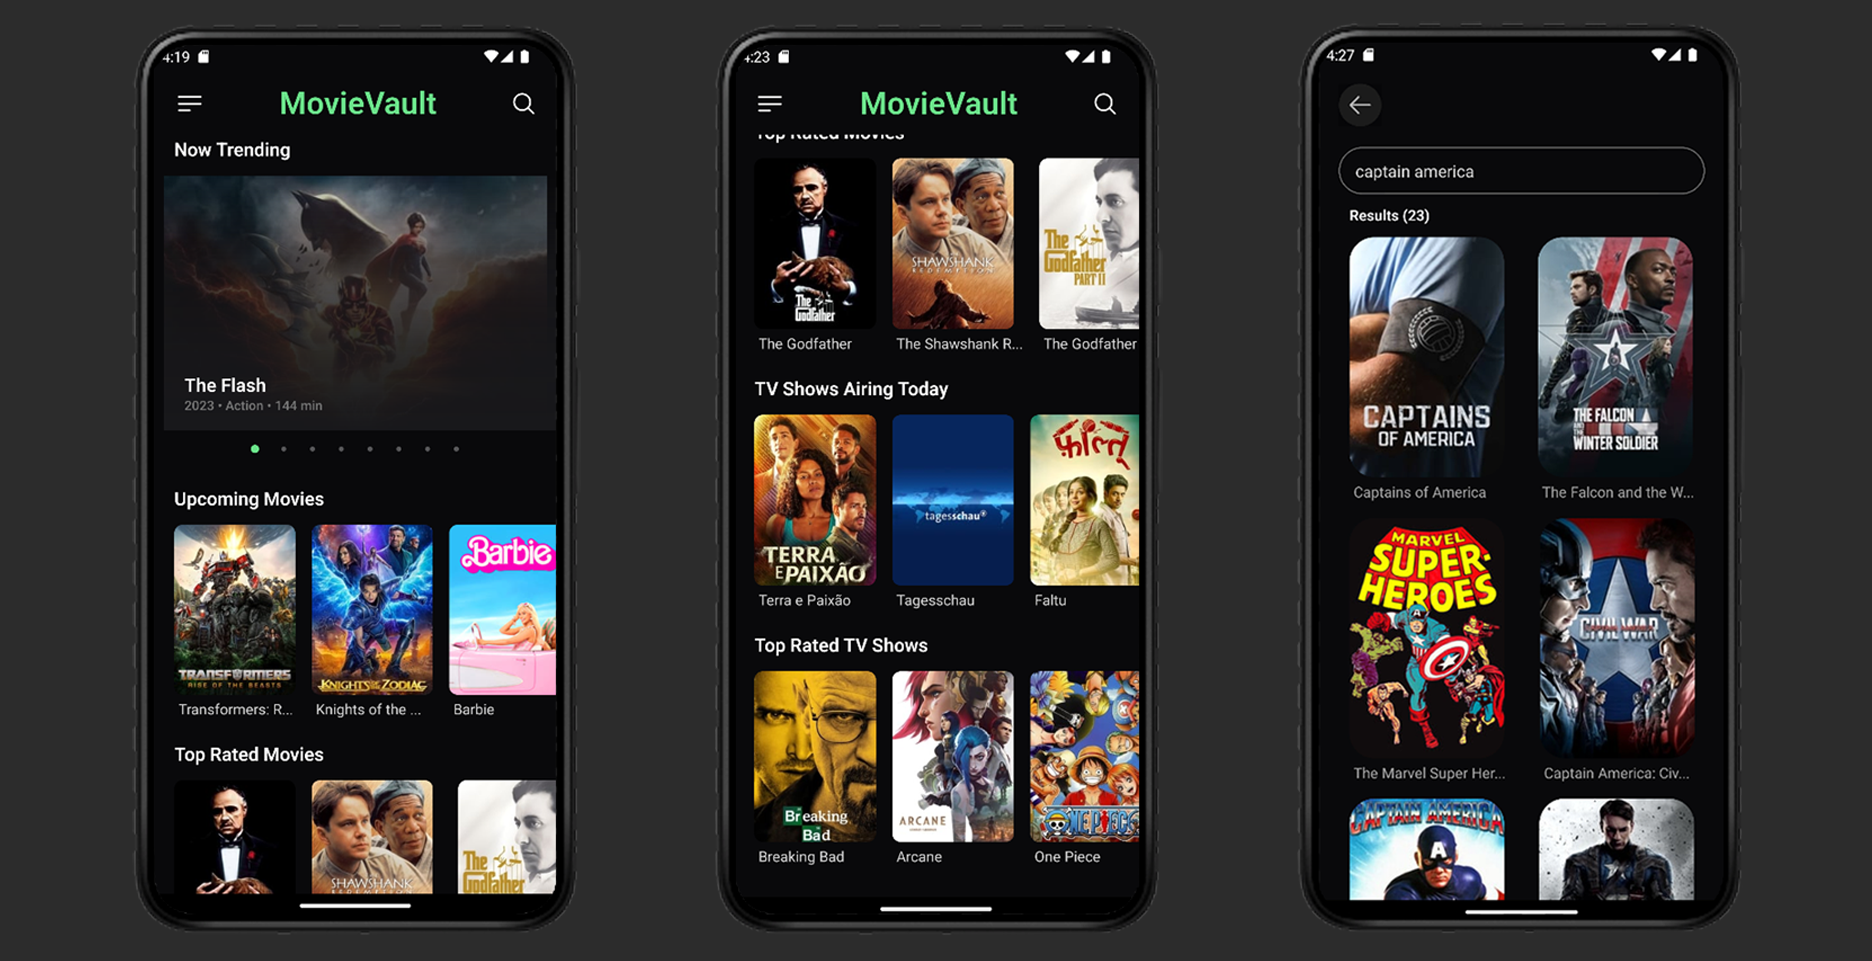 4:19
MovieVault
Now Trending
The Flash
2023 • Action • 144 min
Upcoming Movies
TRANSFORMERS
RISE OF THE BEASTS
KNIGHTS OF THE ZODIAC
Barbie
Transformers: R...
Knights of the ...
Barbie
Top Rated Movies
SHAWSHANK
The
Godfather
4:23
MovieVault
Top Rated Movies
The
Godfather
SHAWSHANK
REDEMPTION
The
Godfather
PART II
The Godfather
The Shawshank R...
The Godfather
TV Shows Airing Today
TERRA
E PAIXÃO
tagesschau
फालतू
Terra e Paixão
Tagesschau
Faltu
Top Rated TV Shows
Breaking
Bad
ARCANE
ONE PIECE
Breaking Bad
Arcane
One Piece
4:27
captain america
Results (23)
CAPTAINS
OF AMERICA
THE FALCON
AND THE
WINTER SOLDIER
Captains of America
The Falcon and the W...
MARVEL
SUPER-
HEROES
CIVIL WAR
The Marvel Super Her...
Captain America: Civ...
CAPTAIN AMERICA